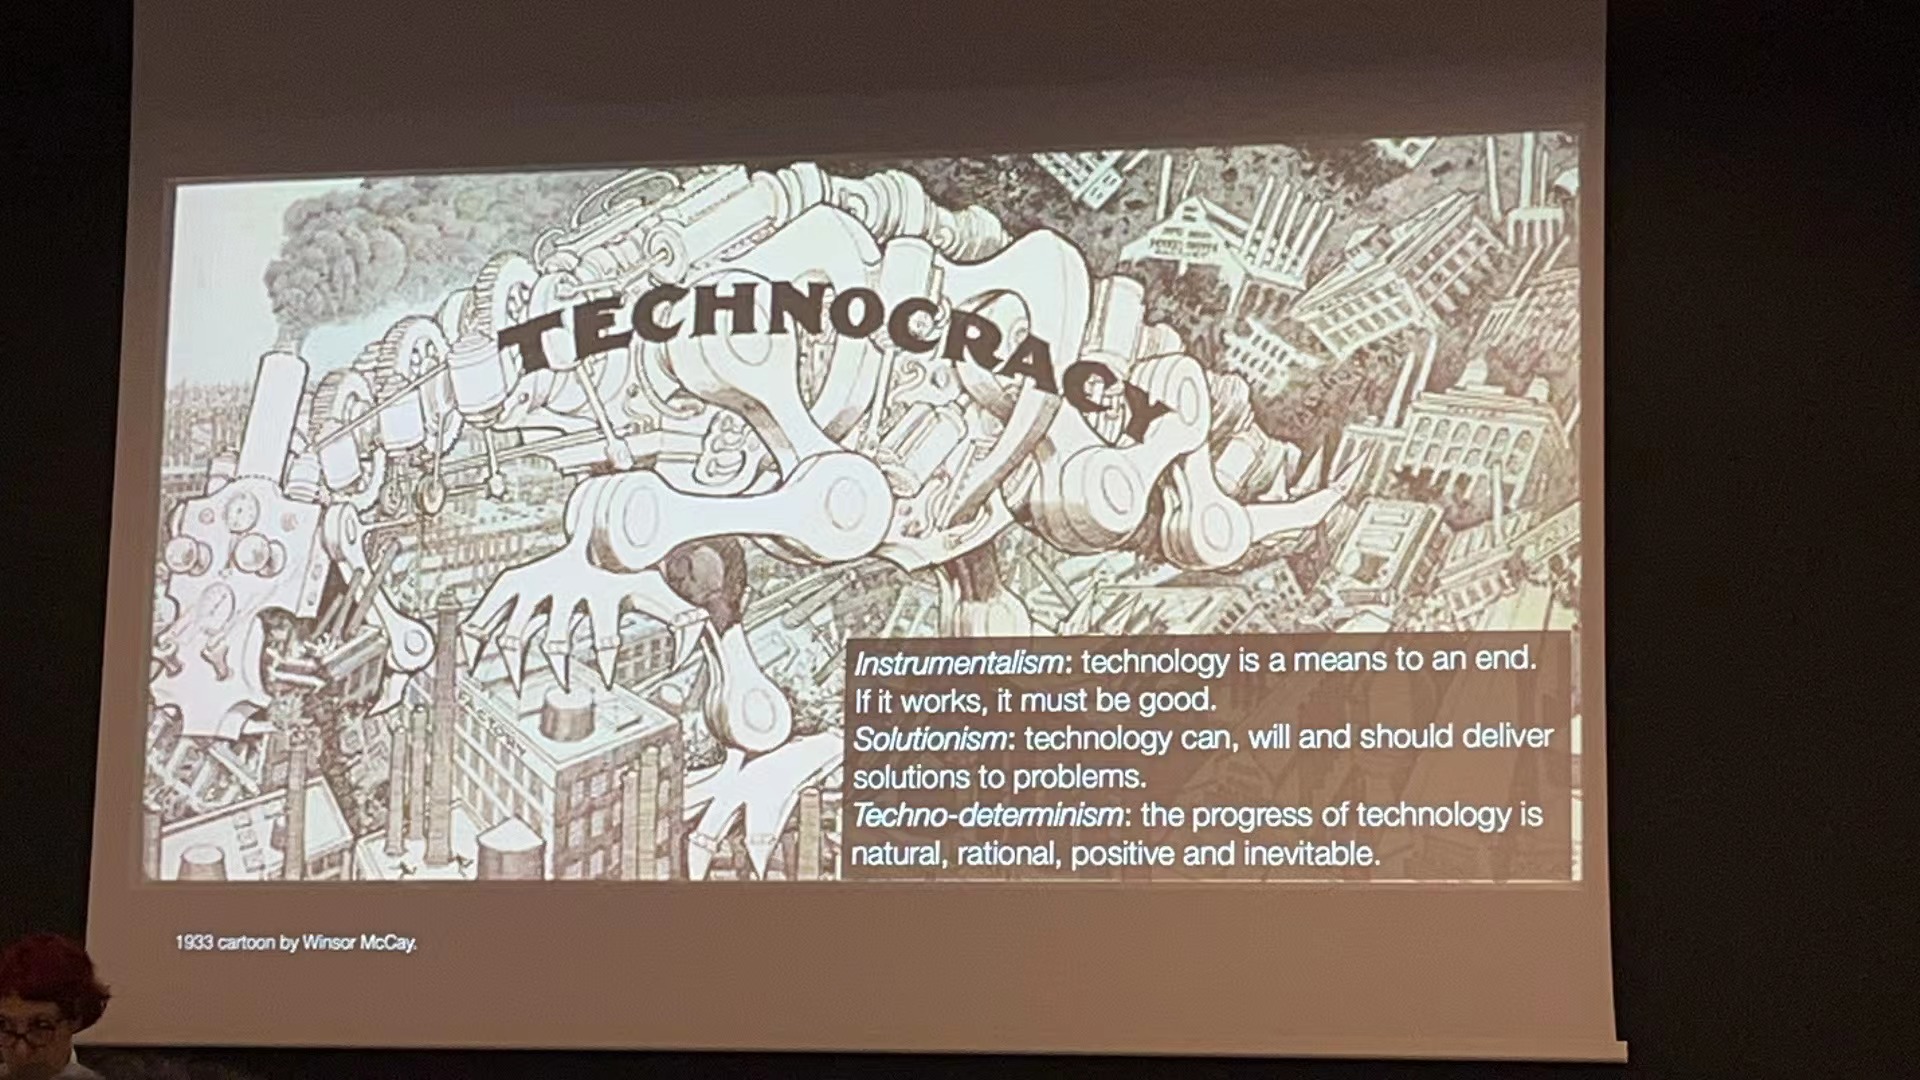 TECHNOCRACY
Instrumentalism: technology is a means to an end.
If it works, it must be good.
Solutionism: technology can, will and should deliver
solutions to problems.
Techno-determinism: the progress of technology is
natural, rational, positive and inevitable.
1933 cartoon by Winsor McCay.